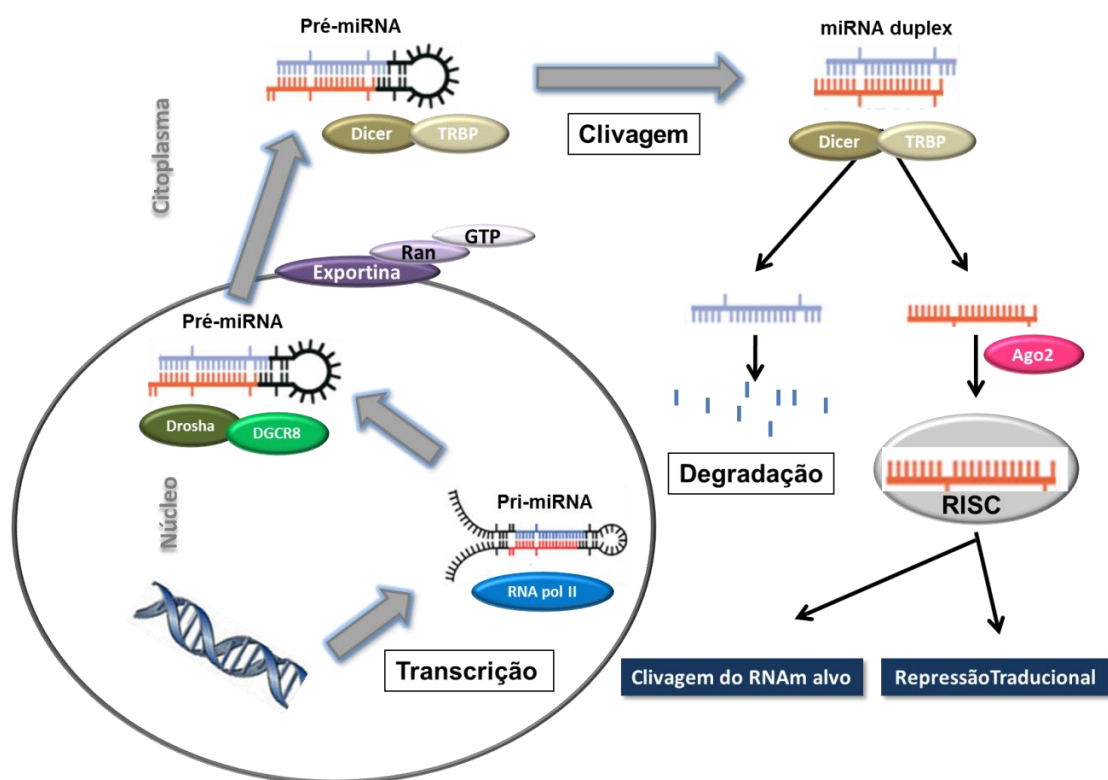 Pré-miRNA
miRNA duplex
Citoplasma
Dicer
TRBP
Clivagem
Dicer
TRBP
GTP
Ran
Exportina
Pré-miRNA
Ago2
Drosha
DGCR8
Degradação
Núcleo
Pri-miRNA
RISC
RNA pol II
Transcrição
Clivagem do RNAm alvo
RepressãoTraducional